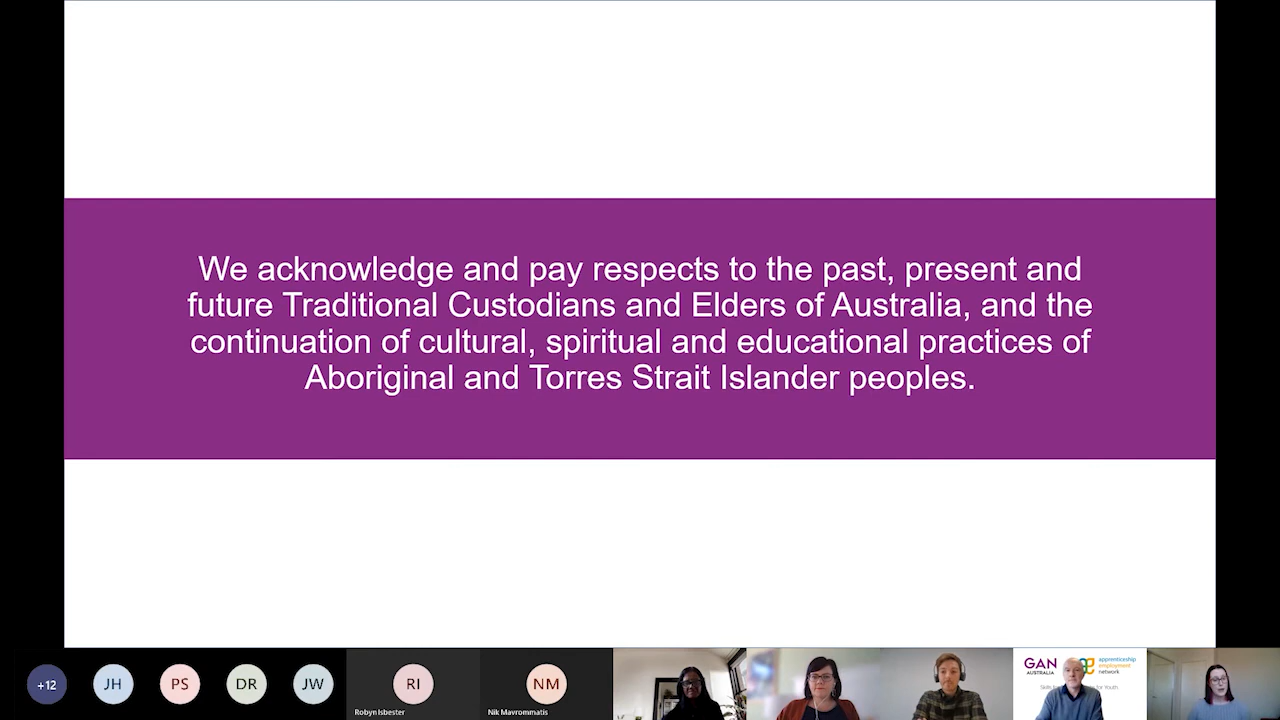 We acknowledge and pay respects to the past, present and
future Traditional Custodians and Elders of Australia, and the
continuation of cultural, spiritual and educational practices of
Aboriginal and Torres Strait Islander peoples.
+12
JH
PS
DR
JW
RI
Robyn Isbester
NM
Nik Mavrommatis
GAN
AUSTRALIA
apprenticeship
employment
network
for Youth